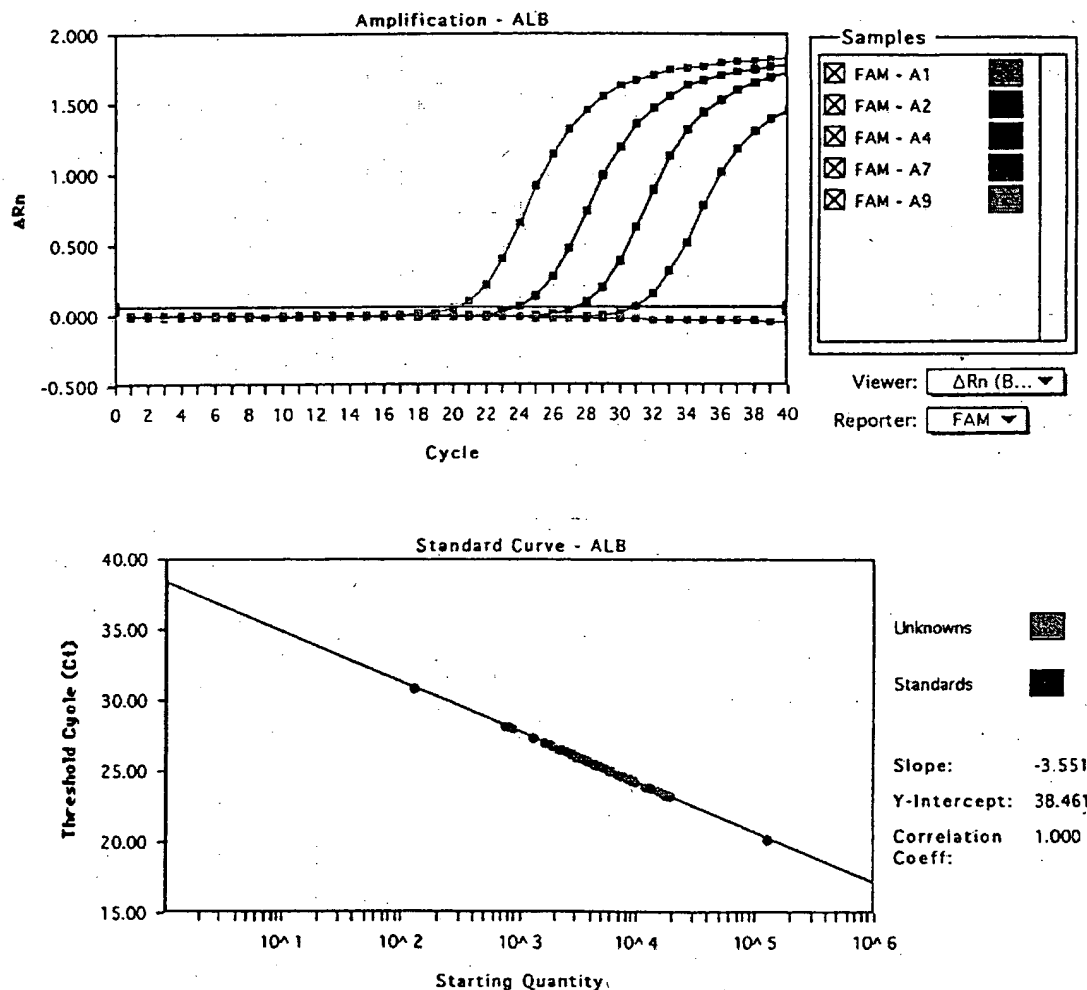 Amplification - ALB
2.000
1.500
1.000
0.500
0.000
-0.500
ΔRn
0 2 4 6 8 10 12 14 16 18 20 22 24 26 28 30 32 34 36 38 40
Cycle
Samples
FAM - A1
FAM - A2
FAM - A4
FAM - A7
FAM - A9
Viewer: ΔRn (B...
Reporter: FAM
Standard Curve - ALB
40.00
35.00
30.00
25.00
20.00
15.00
Threshold Cycle (Ct)
10^1 10^2 10^3 10^4 10^5 10^6
Starting Quantity
Unknowns
Standards
Slope: -3.551
Y-Intercept: 38.461
Correlation 1.000
Coeff: